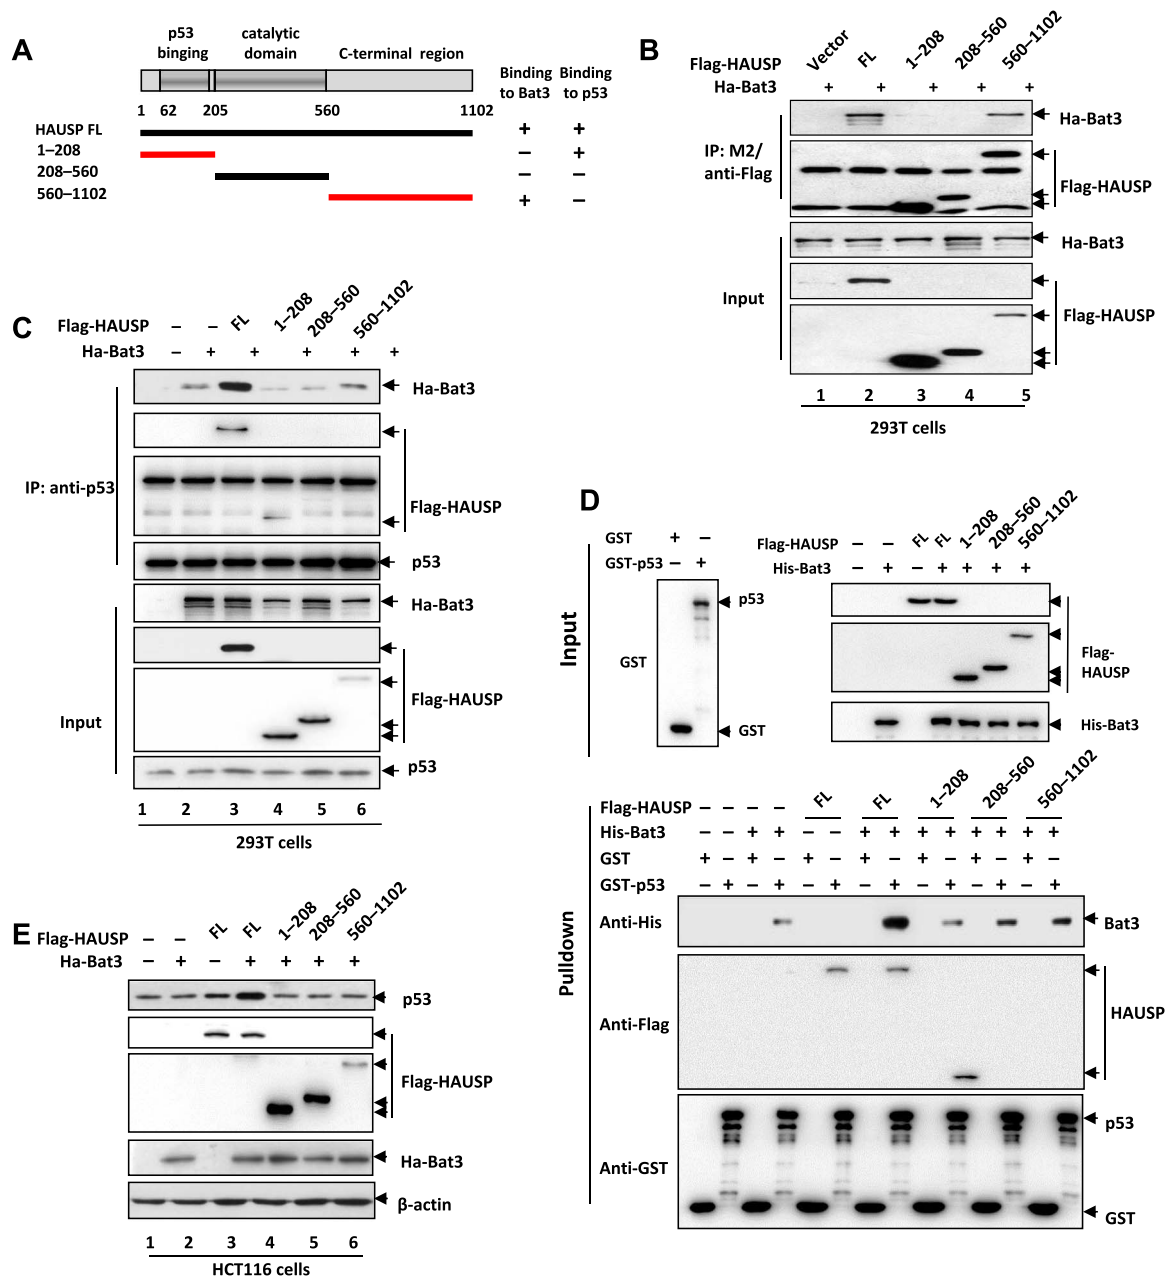 A
p53 binging
catalytic domain
C-terminal region
Binding to Bat3
Binding to p53
1 62 205 560 1102
HAUSP FL + +
1–208 – +
208–560 – –
560–1102 + –
B
Flag-HAUSP Vector FL 1–208 208–560 560–1102
Ha-Bat3 + + + + +
IP: M2/ anti-Flag
Ha-Bat3
Flag-HAUSP
Input
Ha-Bat3
Flag-HAUSP
1 2 3 4 5
293T cells
C
Flag-HAUSP – – FL 1–208 208–560 560–1102
Ha-Bat3 – + + + + +
IP: anti-p53
Ha-Bat3
Flag-HAUSP
p53
Input
Ha-Bat3
Flag-HAUSP
p53
1 2 3 4 5 6
293T cells
D
Input
GST + –
GST-p53 – +
GST
p53
GST
Flag-HAUSP – – FL FL 1–208 208–560 560–1102
His-Bat3 – + – + + + +
Flag-HAUSP
His-Bat3
Pulldown
Flag-HAUSP – – – – FL FL 1–208 208–560 560–1102
His-Bat3 – – + + – – + + + + + + + +
GST + – + – + – + – + – + – + –
GST-p53 – + – + – + – + – + – + – +
Anti-His
Bat3
Anti-Flag
HAUSP
Anti-GST
p53
GST
E
Flag-HAUSP – – FL FL 1–208 208–560 560–1102
Ha-Bat3 – + – + + + +
p53
Flag-HAUSP
Ha-Bat3
β-actin
1 2 3 4 5 6
HCT116 cells